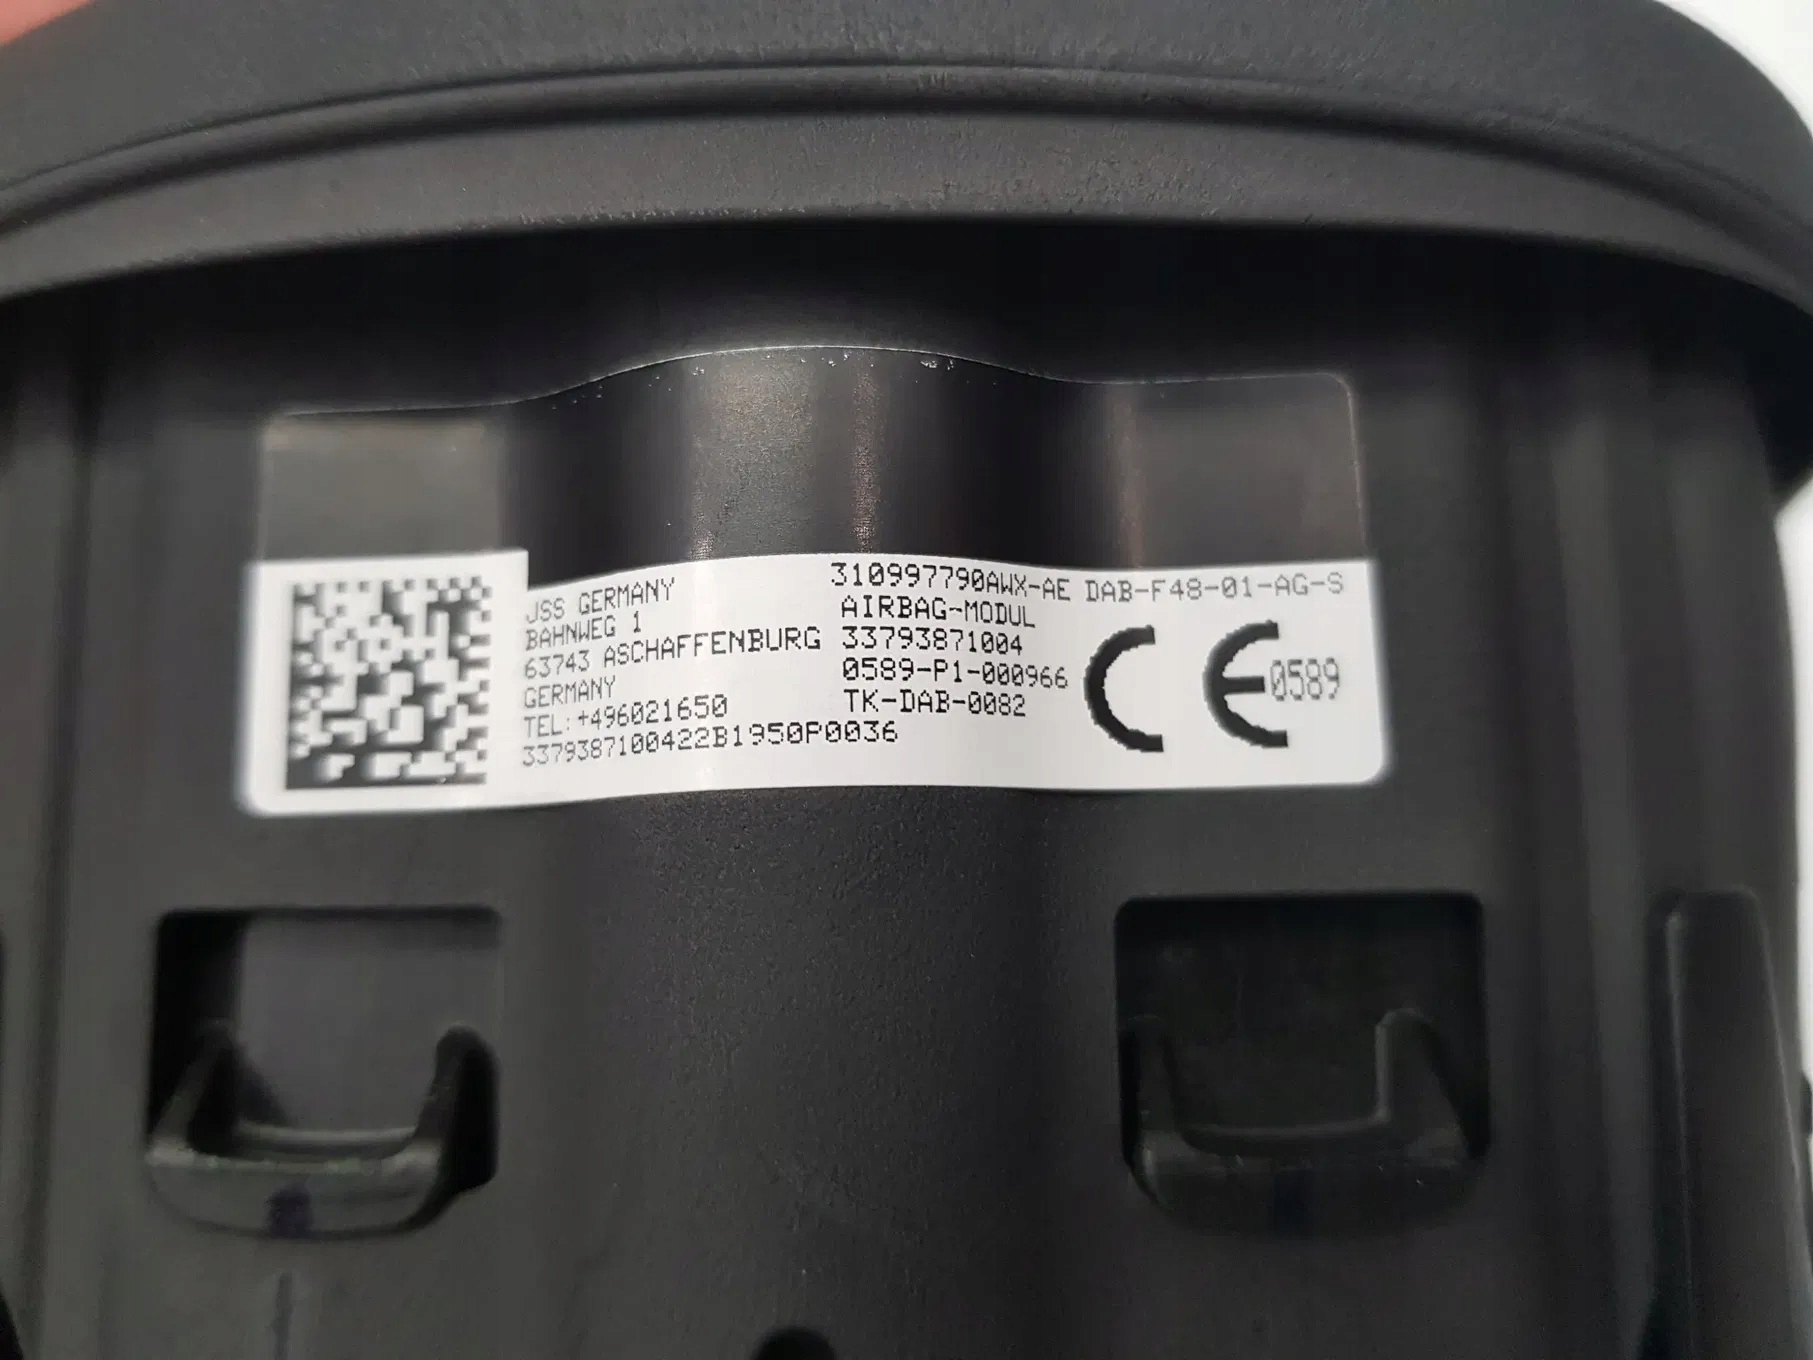 JSS GERMANY
BAHNWEG 1
63743 ASCHAFFENBURG
GERMANY
TEL:+496021650
3379387100422B1950P0036
310997790AWX-AE DAB-F48-01-AG-S
AIRBAG-MODUL
33793871004
0589-P1-000966
TK-DAB-0082
CE 0589